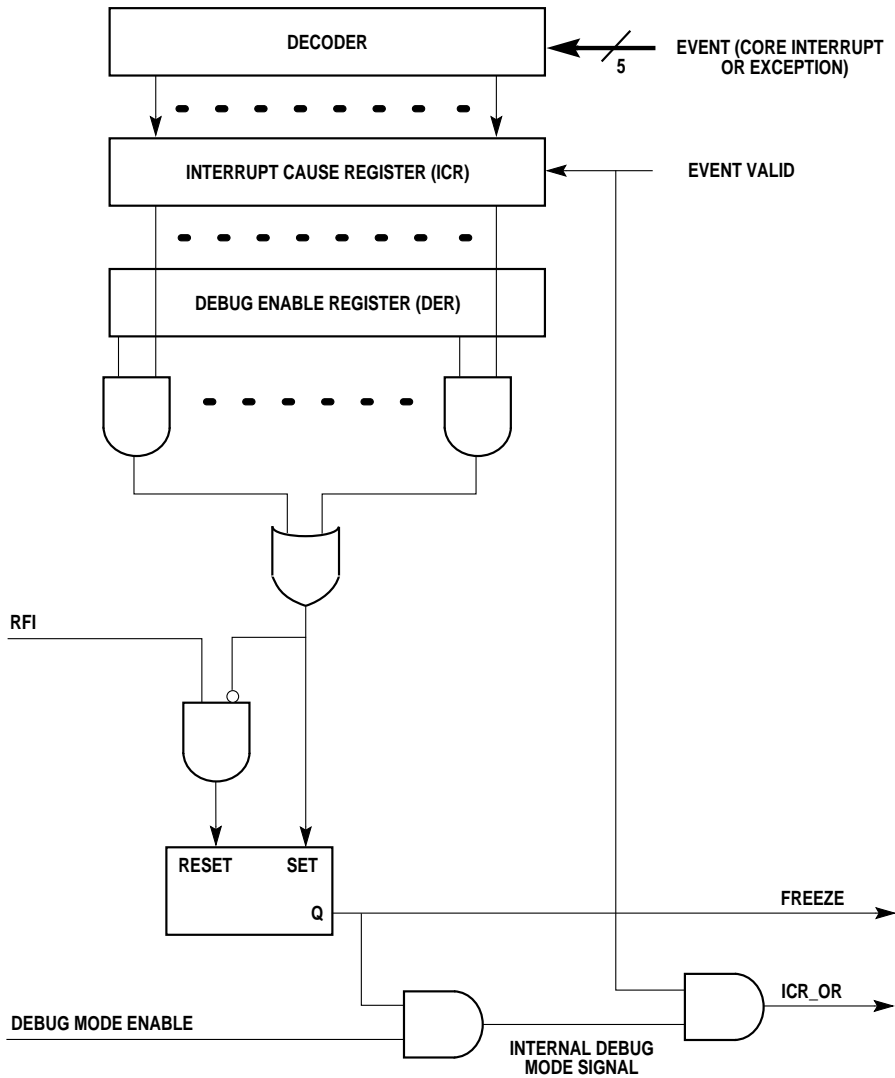 DECODER
EVENT (CORE INTERRUPT
OR EXCEPTION)
5
INTERRUPT CAUSE REGISTER (ICR)
EVENT VALID
DEBUG ENABLE REGISTER (DER)
RFI
RESET
SET
Q
FREEZE
ICR_OR
DEBUG MODE ENABLE
INTERNAL DEBUG
MODE SIGNAL